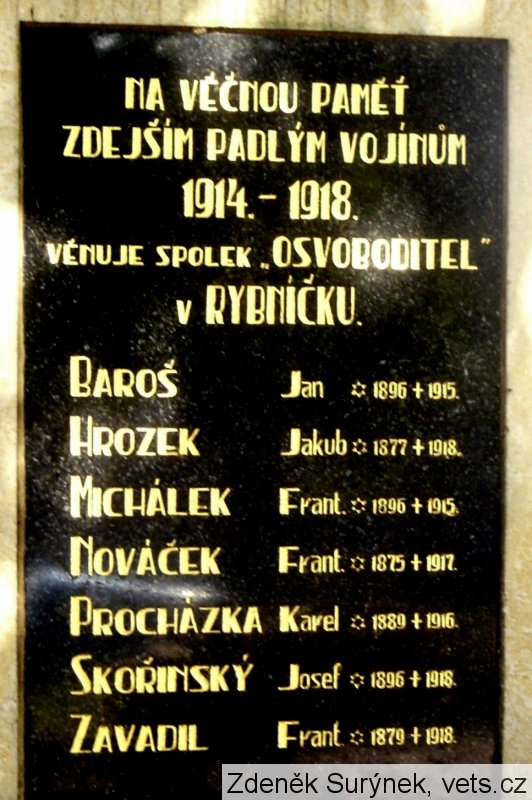 NA VĚČNOU PAMĚŤ
ZDEJŠÍM PADLÝM VOJÍNŮM
1914. - 1918.
VĚNUJE SPOLEK „OSVOBODITEL"
V RYBNÍČKU.
BAROŠ Jan ✡ 1896 + 1915.
HROZEK Jakub ✡ 1877 + 1918.
MICHÁLEK Frant. ✡ 1896 + 1915.
NOVÁČEK Frant. ✡ 1875 + 1917.
PROCHÁZKA Karel ✡ 1889 + 1916.
SKOŘINSKÝ Josef ✡ 1896 + 1918.
ZAVADIL Frant. ✡ 1879 + 1918.
Zdeněk Surýnek, vets.cz